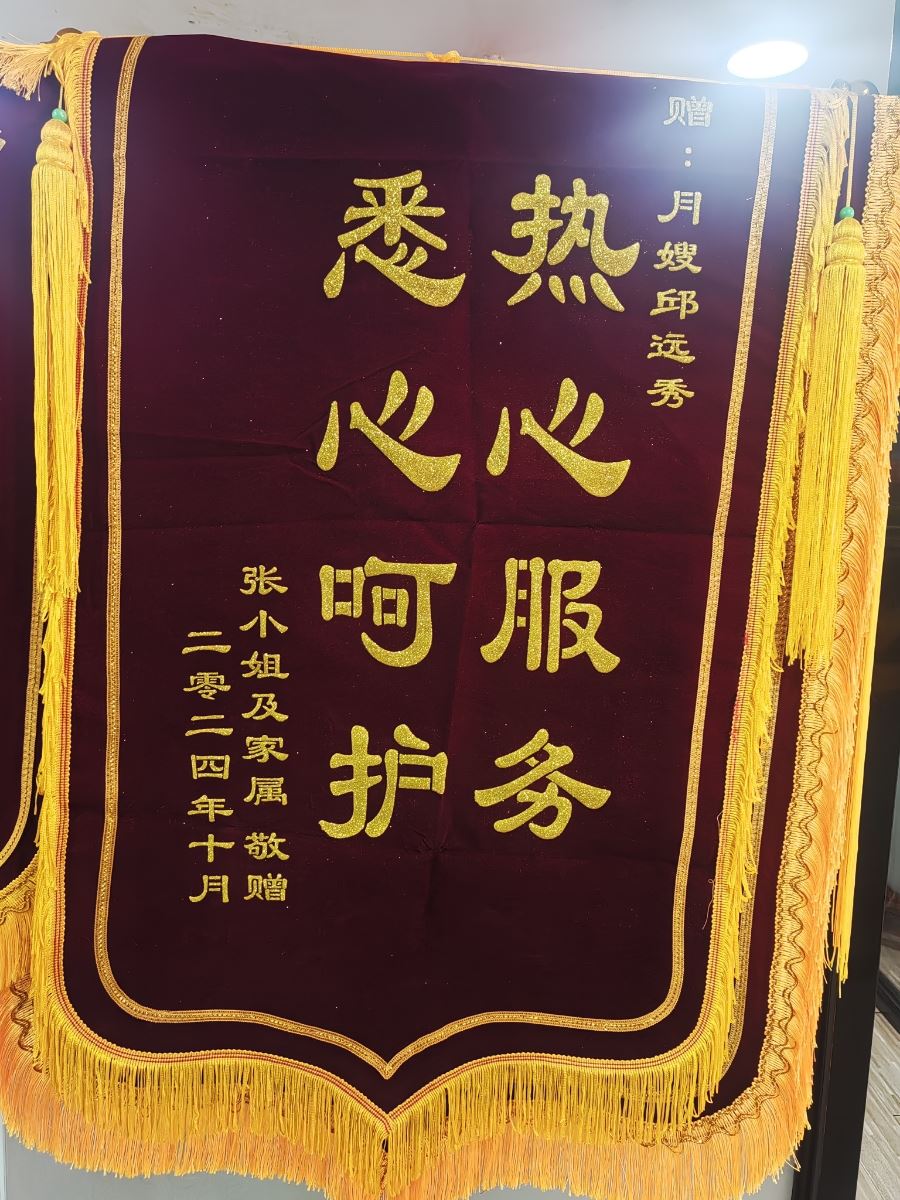 赠：月嫂邱远秀
热心服务
悉心呵护
张小姐及家属 敬赠
二零二四年十月